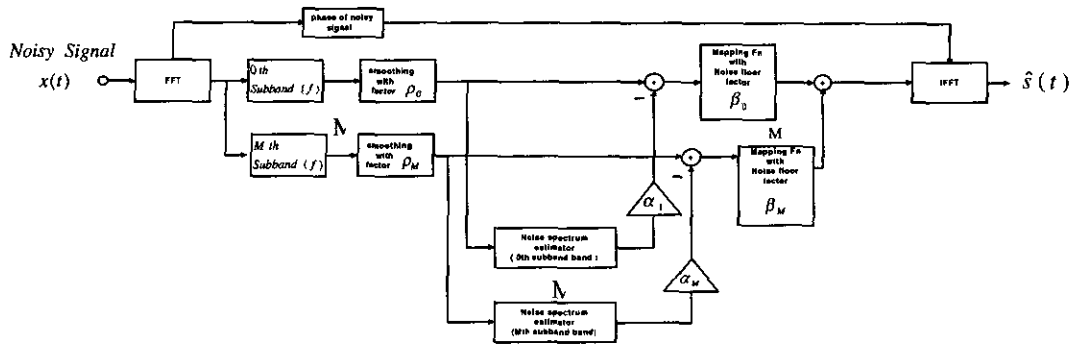 phase of noisy
signal
Noisy Signal
x(t)
FFT
0 th
Subband (f)
smoothing
with
factor ρ0
−
Mapping Fn
with
Noise floor
factor
β0
IFFT
ŝ(t)
M
M th
Subband (f)
smoothing
with
factor ρM
−
M
Mapping Fn
with
Noise floor
factor
βM
α1
Noise spectrum
estimator
(0th subband band)
αM
M
Noise spectrum
estimator
(Mth subband band)